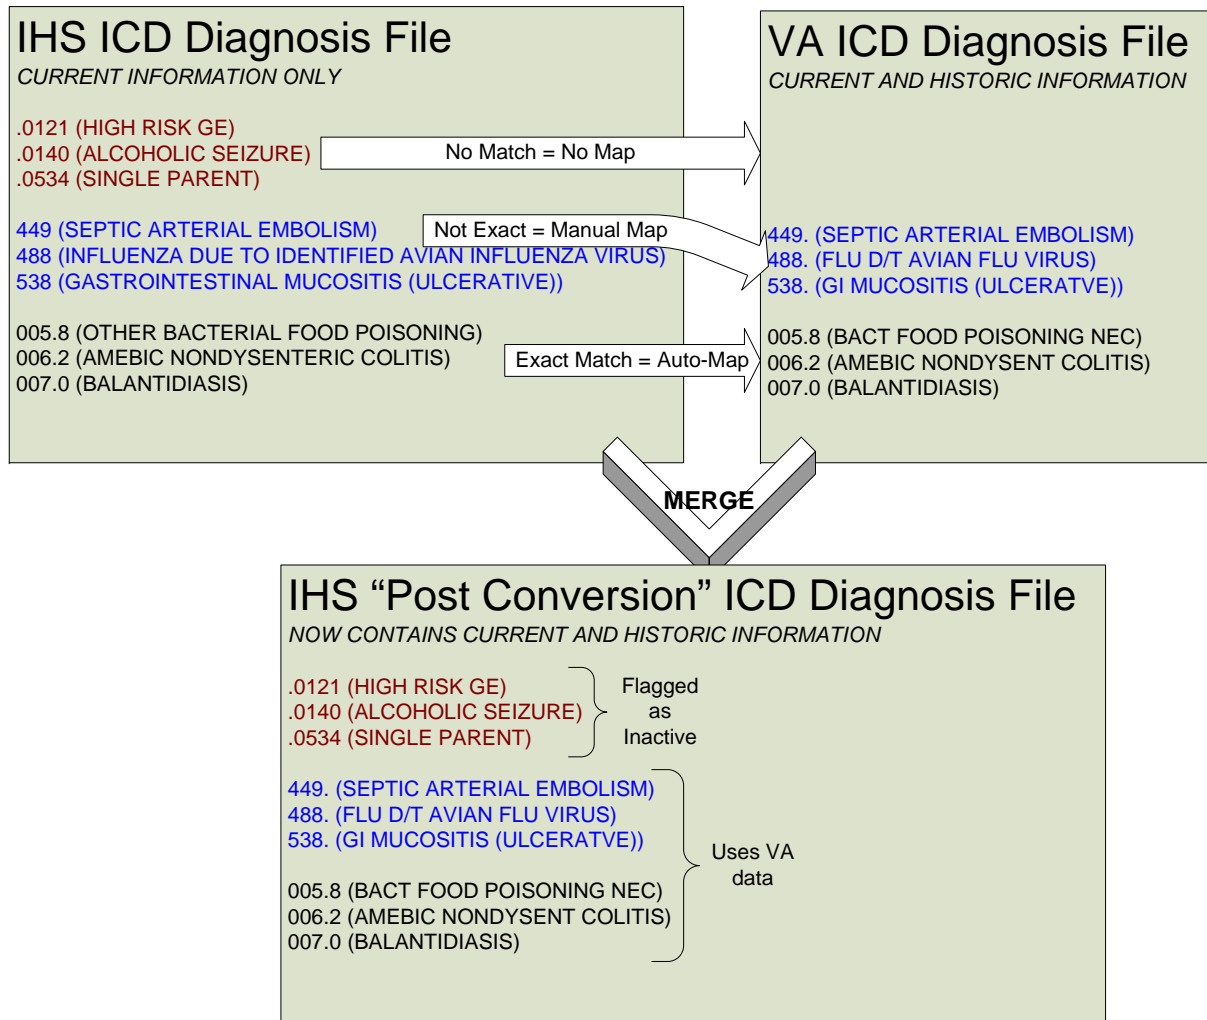 IHS ICD Diagnosis File
CURRENT INFORMATION ONLY
.0121 (HIGH RISK GE)
.0140 (ALCOHOLIC SEIZURE)
.0534 (SINGLE PARENT)
449 (SEPTIC ARTERIAL EMBOLISM)
488 (INFLUENZA DUE TO IDENTIFIED AVIAN INFLUENZA VIRUS)
538 (GASTROINTESTINAL MUCOSITIS (ULCERATIVE))
005.8 (OTHER BACTERIAL FOOD POISONING)
006.2 (AMEBIC NONDYSENTERIC COLITIS)
007.0 (BALANTIDIASIS)
No Match = No Map
Not Exact = Manual Map
Exact Match = Auto-Map
VA ICD Diagnosis File
CURRENT AND HISTORIC INFORMATION
449. (SEPTIC ARTERIAL EMBOLISM)
488. (FLU D/T AVIAN FLU VIRUS)
538. (GI MUCOSITIS (ULCERATVE))
005.8 (BACT FOOD POISONING NEC)
006.2 (AMEBIC NONDYSENT COLITIS)
007.0 (BALANTIDIASIS)
MERGE
IHS “Post Conversion” ICD Diagnosis File
NOW CONTAINS CURRENT AND HISTORIC INFORMATION
.0121 (HIGH RISK GE)
.0140 (ALCOHOLIC SEIZURE)
.0534 (SINGLE PARENT)
Flagged
as
Inactive
449. (SEPTIC ARTERIAL EMBOLISM)
488. (FLU D/T AVIAN FLU VIRUS)
538. (GI MUCOSITIS (ULCERATVE))
005.8 (BACT FOOD POISONING NEC)
006.2 (AMEBIC NONDYSENT COLITIS)
007.0 (BALANTIDIASIS)
Uses VA
data